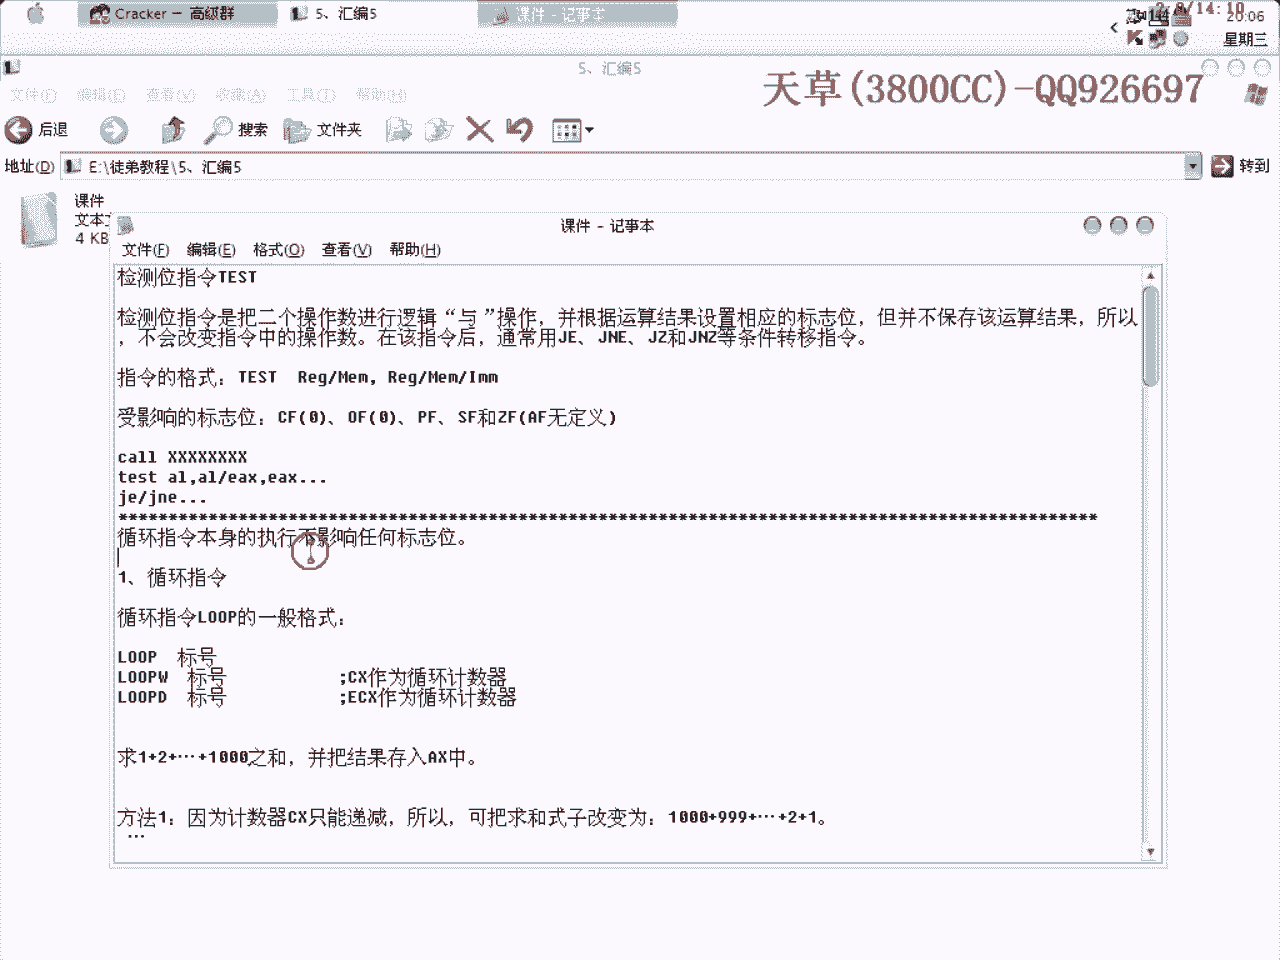 Cracker － 高级群
5、汇编5
课件 - 记事本
20:06
星期三
5、汇编5
天草(3800CC)-QQ926697
文件(F) 编辑(E) 查看(V) 收藏(A) 工具(T) 帮助(H)
后退 搜索 文件夹
地址(D) E:\徒弟教程\5、汇编5 转到
课件
4 KB
课件 - 记事本
文件(F) 编辑(E) 格式(O) 查看(V) 帮助(H)
检测位指令TEST
检测位指令是把二个操作数进行逻辑“与”操作，并根据运算结果设置相应的标志位，但并不保存该运算结果，所以
，不会改变指令中的操作数。在该指令后，通常用JE、JNE、JZ和JNZ等条件转移指令。
指令的格式：TEST Reg/Mem, Reg/Mem/Imm
受影响的标志位：CF(0)、OF(0)、PF、SF和ZF(AF无定义)
call XXXXXXXX
test al,al/eax,eax...
je/jne...
**************************************************************************************************
循环指令本身的执行不影响任何标志位。
1、循环指令
循环指令LOOP的一般格式：
LOOP 标号
LOOPW 标号 ;CX作为循环计数器
LOOPD 标号 ;ECX作为循环计数器
求1+2+…+1000之和，并把结果存入AX中。
方法1：因为计数器CX只能递减，所以，可把求和式子改变为：1000+999+…+2+1。
…